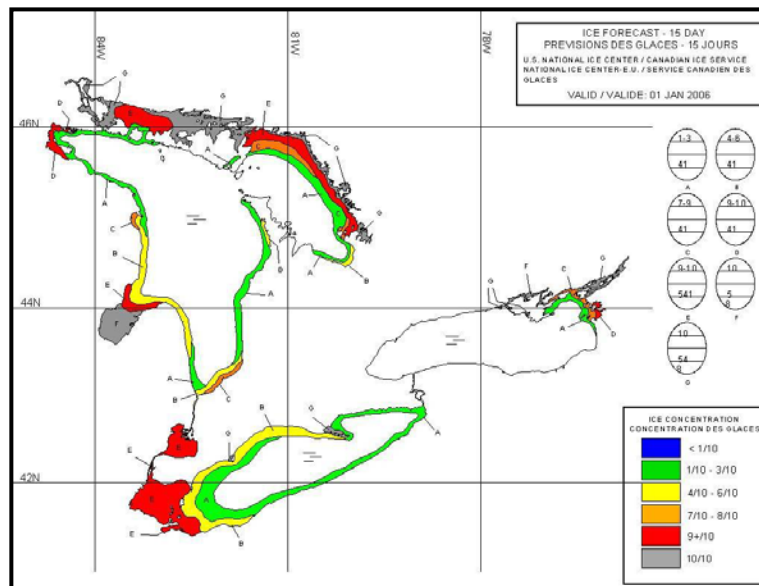 84W
81W
78W
46N
44N
42N
ICE FORECAST - 15 DAY
PREVISIONS DES GLACES - 15 JOURS
U.S. NATIONAL ICE CENTER / CANADIAN ICE SERVICE
NATIONAL ICE CENTER-E.U. / SERVICE CANADIEN DES
GLACES
VALID / VALIDE: 01 JAN 2006
1-3
41
A
4-6
41
B
7-9
41
C
9-10
41
9-10
541
E
10
5
8
F
10
54
8
G
ICE CONCENTRATION
CONCENTRATION DES GLACES
< 1/10
1/10 - 3/10
4/10 - 6/10
7/10 - 8/10
9+/10
10/10